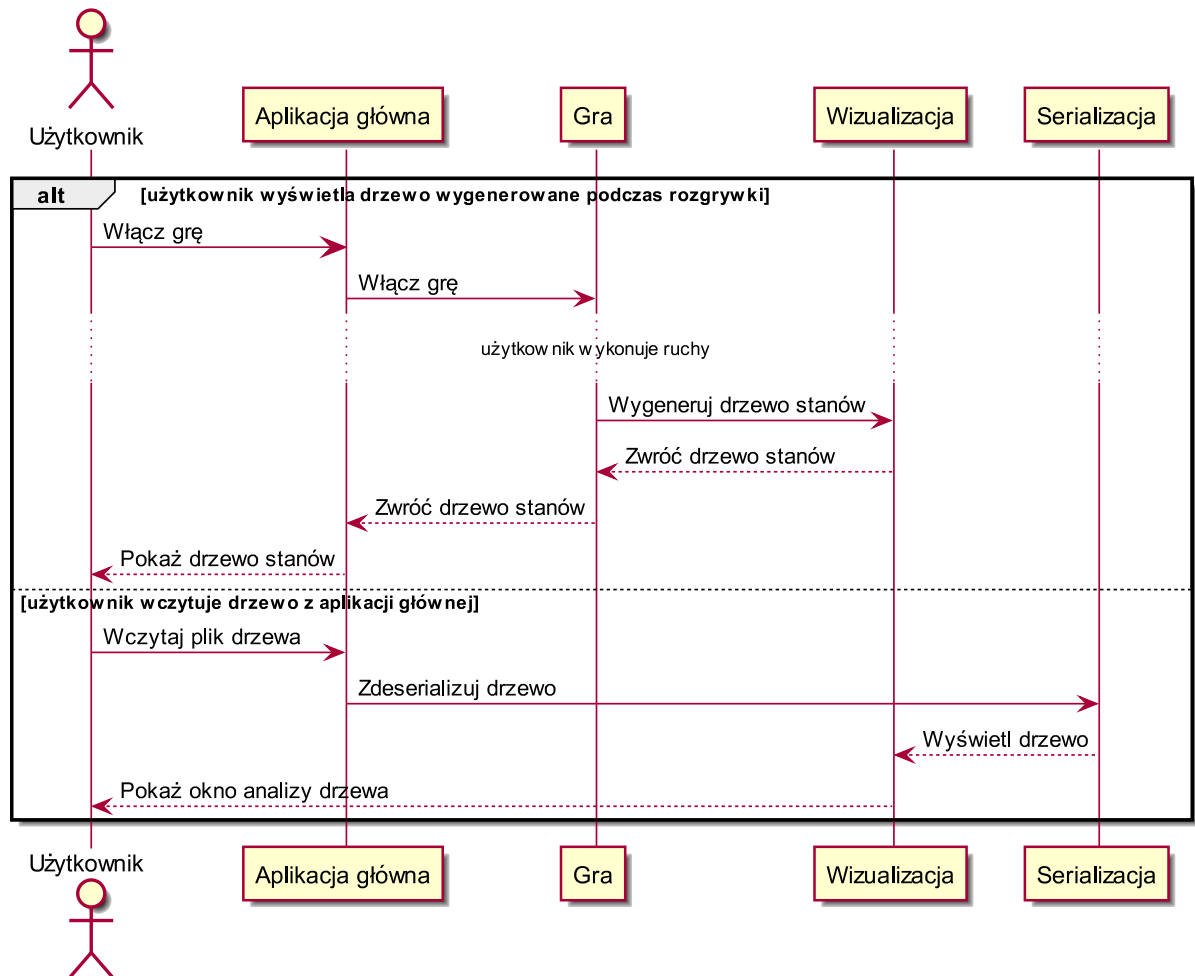 Użytkownik
Aplikacja główna
Gra
Wizualizacja
Serializacja
alt
[użytkownik wyświetla drzewo wygenerowane podczas rozgrywki]
Włącz grę
Włącz grę
użytkownik wykonuje ruchy
Wygeneruj drzewo stanów
Zwróć drzewo stanów
Zwróć drzewo stanów
Pokaż drzewo stanów
[użytkownik wczytuje drzewo z aplikacji głównej]
Wczytaj plik drzewa
Zdeserializuj drzewo
Wyświetl drzewo
Pokaż okno analizy drzewa
Użytkownik
Aplikacja główna
Gra
Wizualizacja
Serializacja